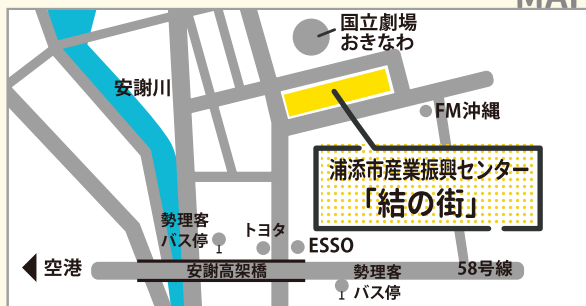 MAP
国立劇場
おきなわ
安謝川
FM沖縄
浦添市産業振興センター
「結の街」
勢理客
バス停
トヨタ
ESSO
空港
安謝高架橋
勢理客
バス停
58号線